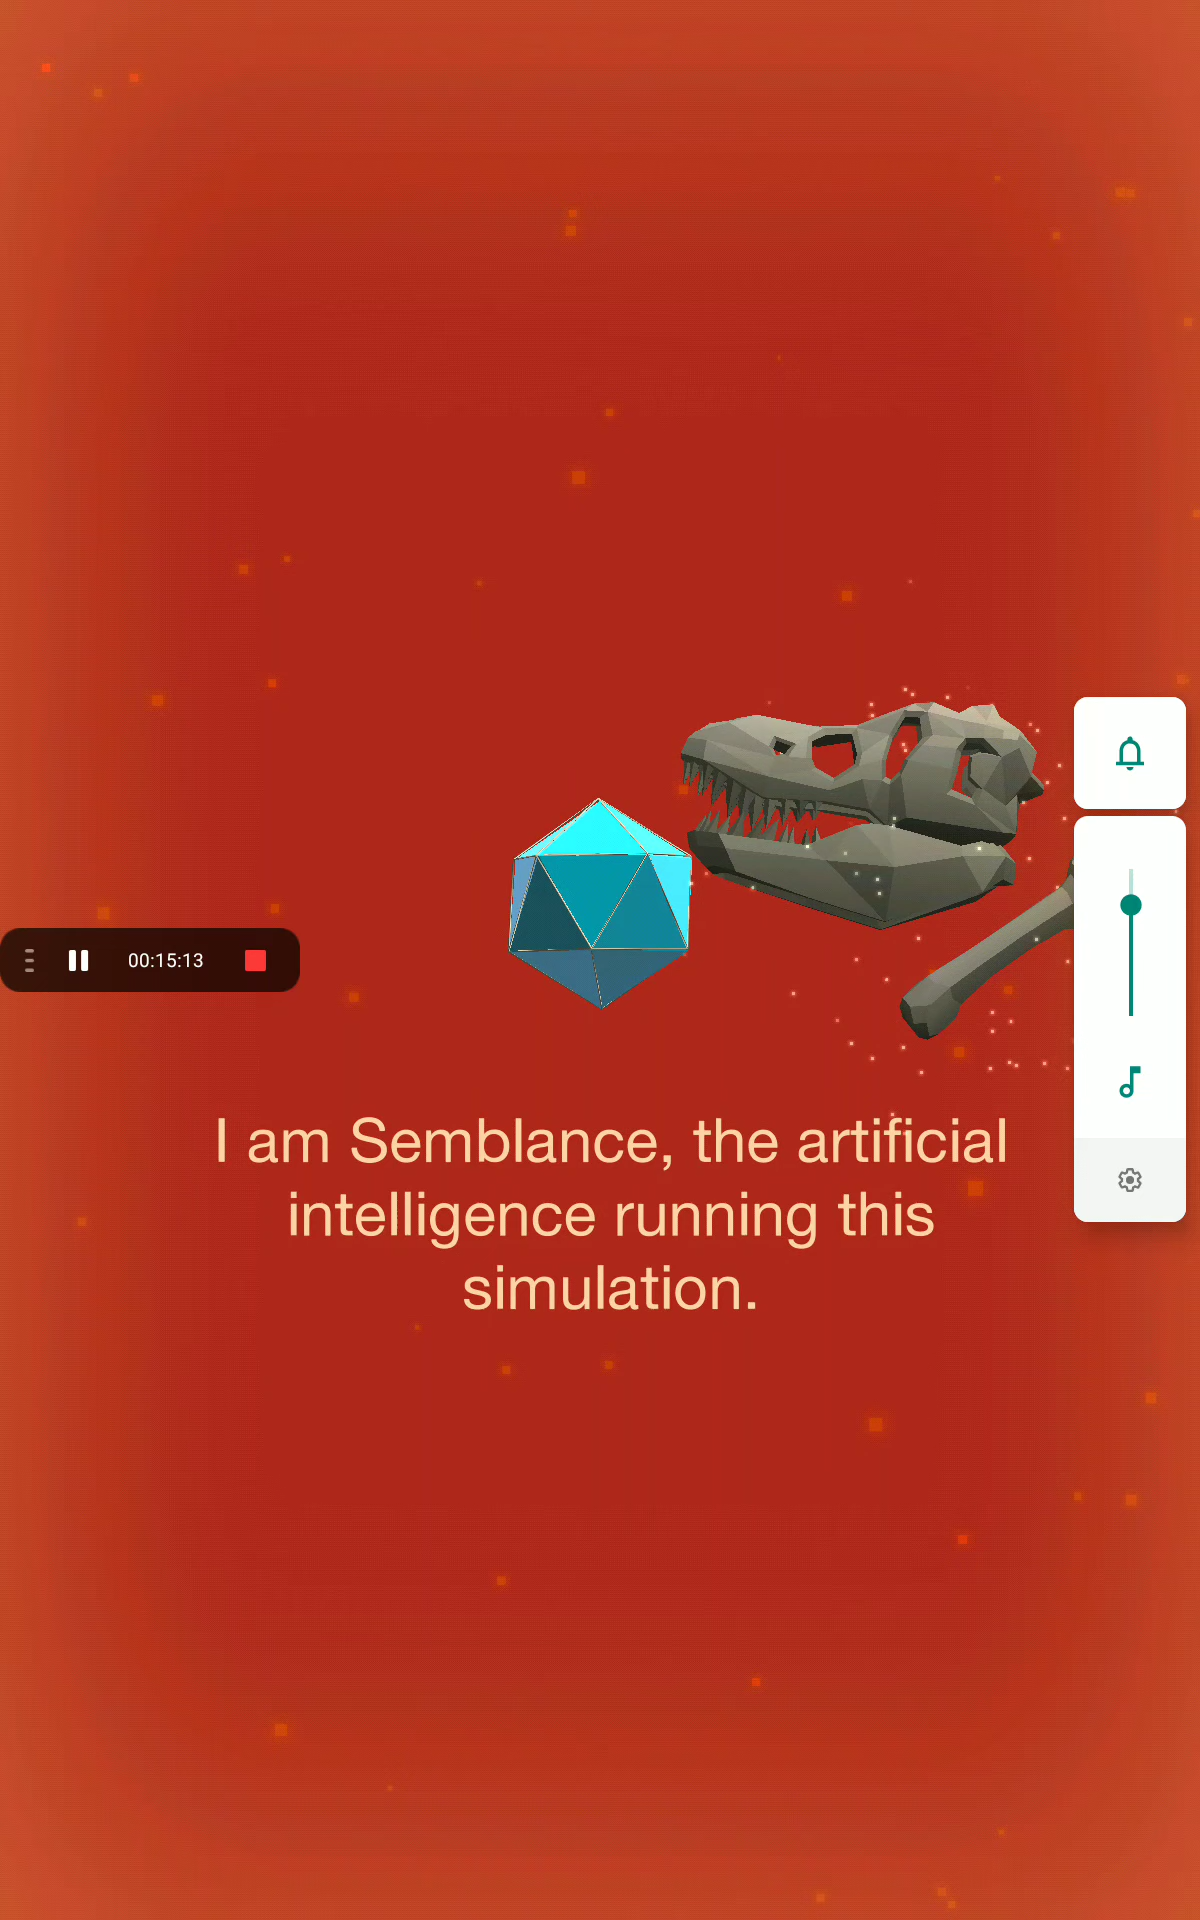 00:15:13
I am Semblance, the artificial
intelligence running this
simulation.